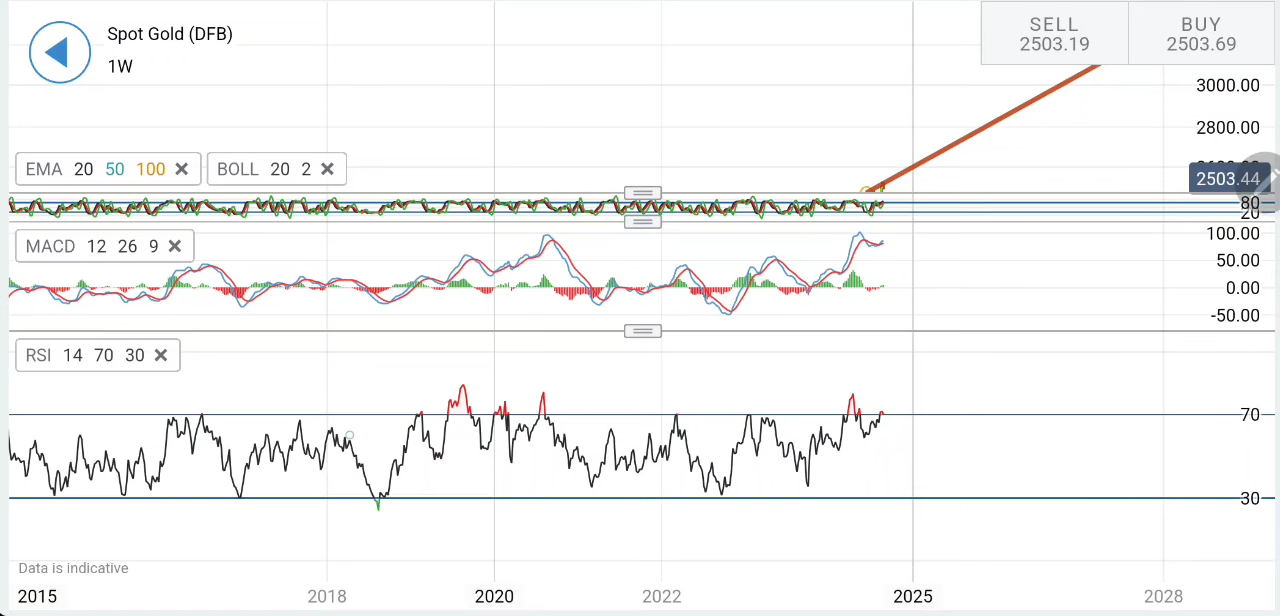 Spot Gold (DFB)
1W
SELL
2503.19
BUY
2503.69
3000.00
2800.00
EMA 20 50 100
BOLL 20 2
2503.44
80
20
MACD 12 26 9
100.00
50.00
0.00
-50.00
RSI 14 70 30
70
30
Data is indicative
2015 2018 2020 2022 2025 2028